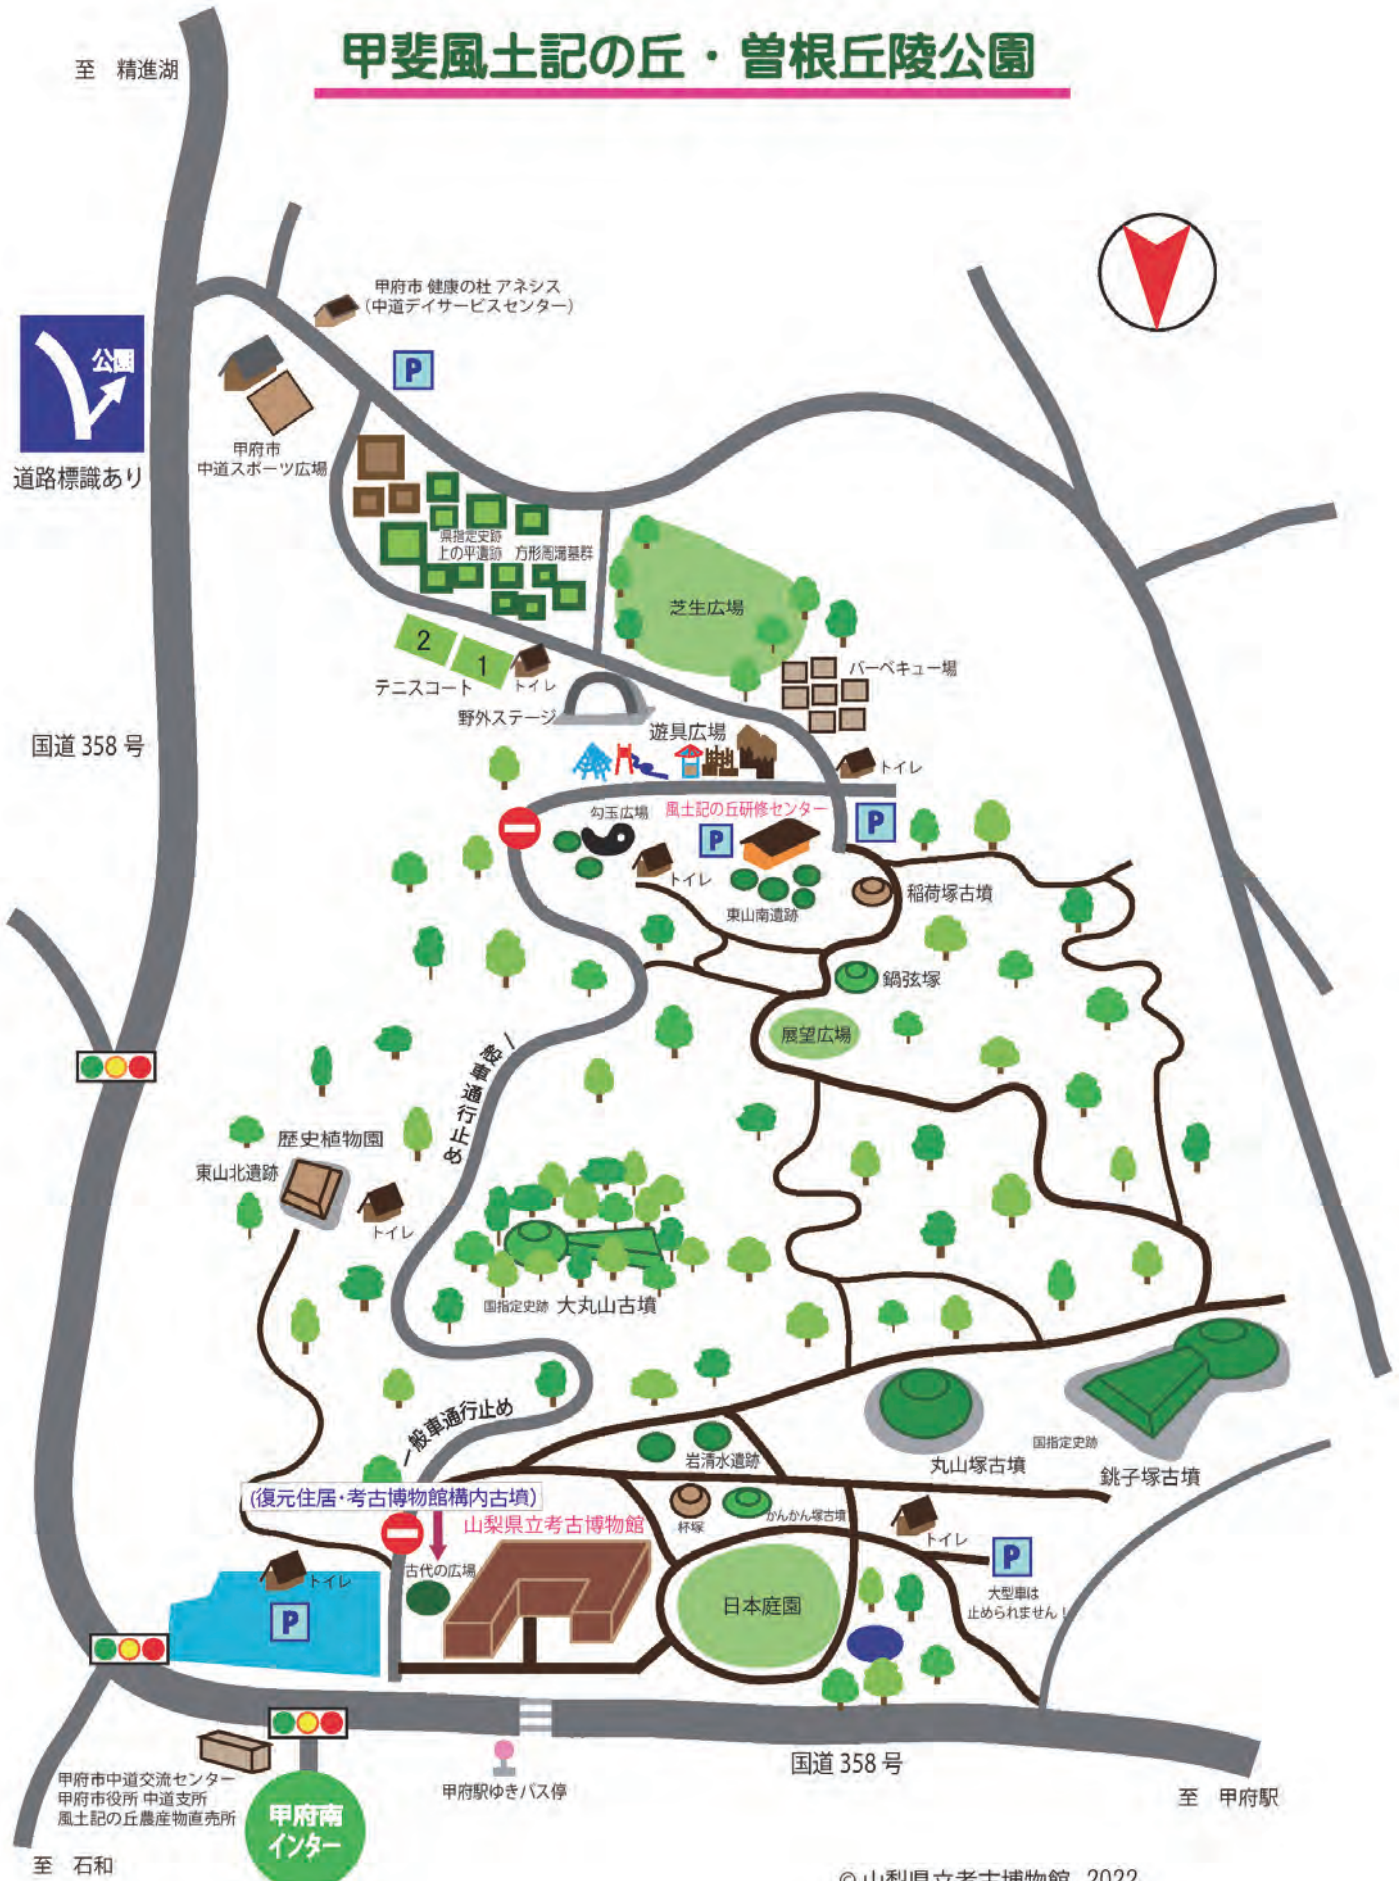 甲斐風土記の丘・曽根丘陵公園
至 精進湖
甲府市 健康の杜 アネシス
(中道デイサービスセンター)
公園
P
道路標識あり
甲府市
中道スポーツ広場
県指定史跡
上の平遺跡 方形周溝墓群
芝生広場
2
1
テニスコート
トイレ
バーベキュー場
野外ステージ
遊具広場
国道 358 号
トイレ
勾玉広場
風土記の丘研修センター
P
P
トイレ
稲荷塚古墳
東山南遺跡
鍋弦塚
展望広場
一般車通行止め
歴史植物園
東山北遺跡
トイレ
国指定史跡 大丸山古墳
一般車通行止め
岩清水遺跡
丸山塚古墳
国指定史跡
銚子塚古墳
(復元住居・考古博物館構内古墳)
山梨県立考古博物館
杯塚
かんかん塚古墳
トイレ
P
大型車は
止められません!
古代の広場
トイレ
P
日本庭園
国道 358 号
甲府駅ゆきバス停
至 甲府駅
甲府市中道交流センター
甲府市役所 中道支所
風土記の丘農産物直売所
甲府南
インター
至 石和
© 山梨県立考古博物館 2022